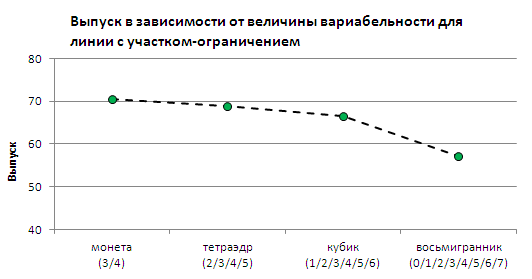 Выпуск в зависимости от величины вариабельности для
линии с участком-ограничением
80
70
60
50
40
Выпуск
монета
(3/4)
тетраэдр
(2/3/4/5)
кубик
(1/2/3/4/5/6)
восьмигранник
(0/1/2/3/4/5/6/7)